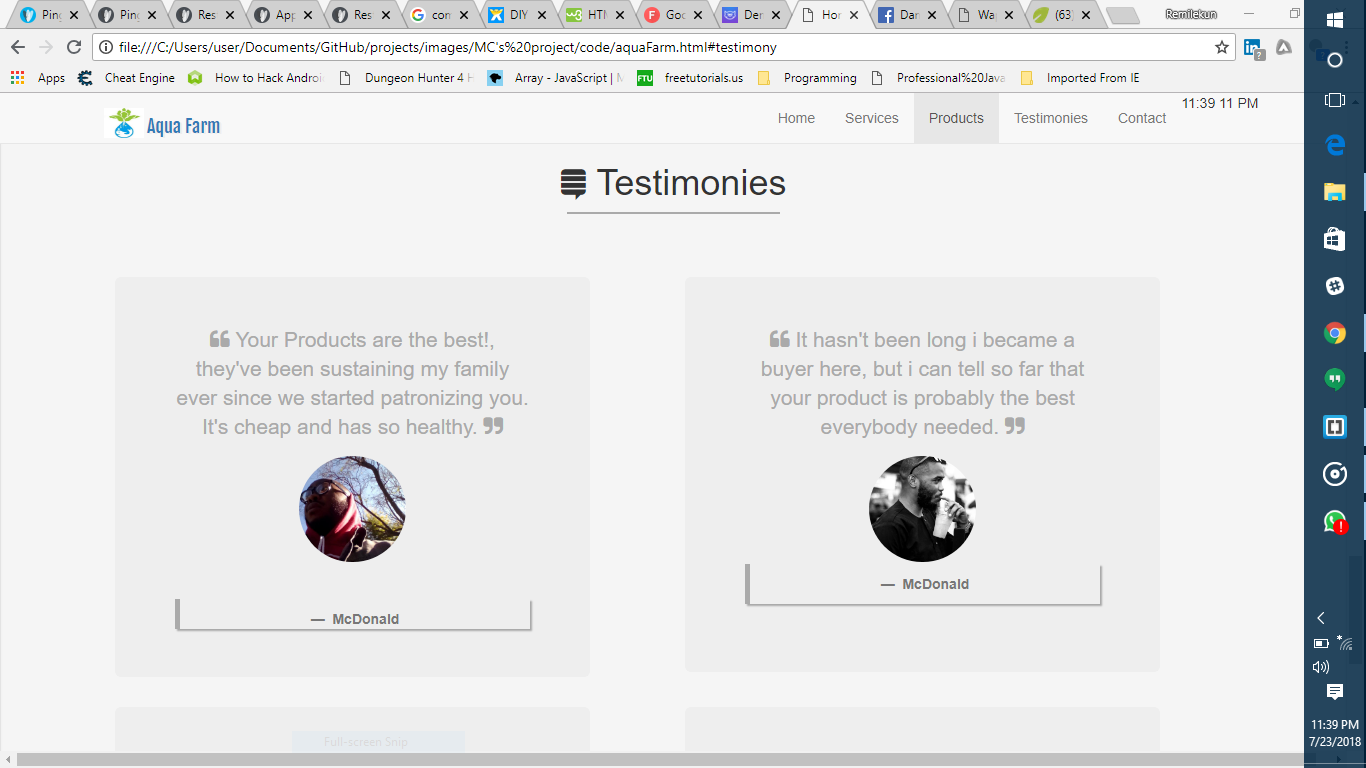 Ping
Ping
Res
App
Res
con
DIY
HTM
Goo
Der
Hor
Dar
Wa
(63)
Remilekun
file:///C:/Users/user/Documents/GitHub/projects/images/MC's%20project/code/aquaFarm.html#testimony
Apps
Cheat Engine
How to Hack Androi
Dungeon Hunter 4 H
Array - JavaScript | M
FTU
freetutorials.us
Programming
Professional%20Java
Imported From IE
Aqua Farm
Home
Services
Products
Testimonies
Contact
11:39 11 PM
Testimonies
❝ Your Products are the best!,
they've been sustaining my family
ever since we started patronizing you.
It's cheap and has so healthy. ❞
— McDonald
❝ It hasn't been long i became a
buyer here, but i can tell so far that
your product is probably the best
everybody needed. ❞
— McDonald
Full-screen Snip
11:39 PM
7/23/2018